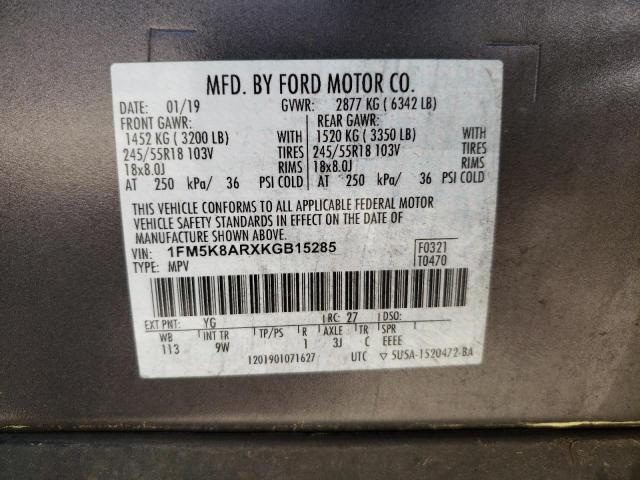 MFD. BY FORD MOTOR CO.
DATE: 01/19 GVWR: 2877 KG ( 6342 LB)
FRONT GAWR: REAR GAWR:
1452 KG ( 3200 LB) WITH 1520 KG ( 3350 LB) WITH
245/55R18 103V TIRES 245/55R18 103V TIRES
18x8.0J RIMS 18x8.0J RIMS
AT 250 kPa/ 36 PSI COLD AT 250 kPa/ 36 PSI COLD
THIS VEHICLE CONFORMS TO ALL APPLICABLE FEDERAL MOTOR
VEHICLE SAFETY STANDARDS IN EFFECT ON THE DATE OF
MANUFACTURE SHOWN ABOVE.
VIN: 1FM5K8ARXKGB15285 F0321
TYPE: MPV T0470
EXT PNT: YG RC: 27 DSO:
WB INT TR TP/PS R AXLE TR SPR
113 9W 1 3J C EEEE
1201901071627 UTC ▽ 5U5A-1520472-BA